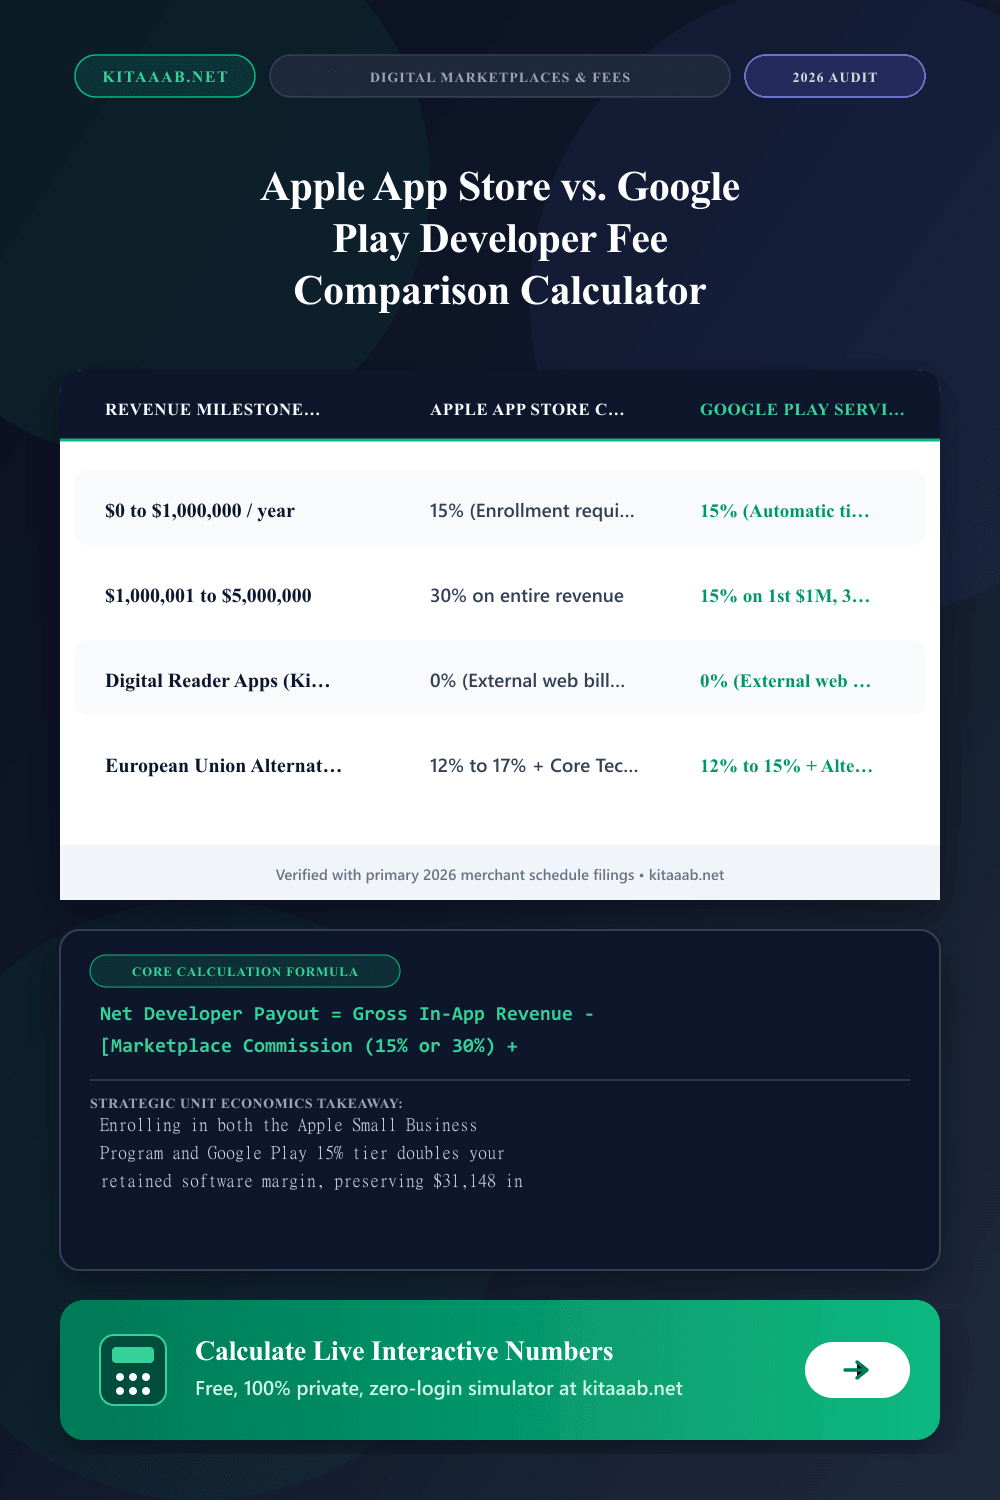 KITAAAB.NET
DIGITAL MARKETPLACES & FEES
2026 AUDIT
Apple App Store vs. Google
Play Developer Fee
Comparison Calculator
REVENUE MILESTONE...
APPLE APP STORE C...
GOOGLE PLAY SERVI...
$0 to $1,000,000 / year
15% (Enrollment requi...
15% (Automatic ti...
$1,000,001 to $5,000,000
30% on entire revenue
15% on 1st $1M, 3...
Digital Reader Apps (Ki...
0% (External web bill...
0% (External web ...
European Union Alternat...
12% to 17% + Core Tec...
12% to 15% + Alte...
Verified with primary 2026 merchant schedule filings • kitaaab.net
CORE CALCULATION FORMULA
Net Developer Payout = Gross In-App Revenue -
[Marketplace Commission (15% or 30%) +
STRATEGIC UNIT ECONOMICS TAKEAWAY:
Enrolling in both the Apple Small Business
Program and Google Play 15% tier doubles your
retained software margin, preserving $31,148 in
Calculate Live Interactive Numbers
Free, 100% private, zero-login simulator at kitaaab.net